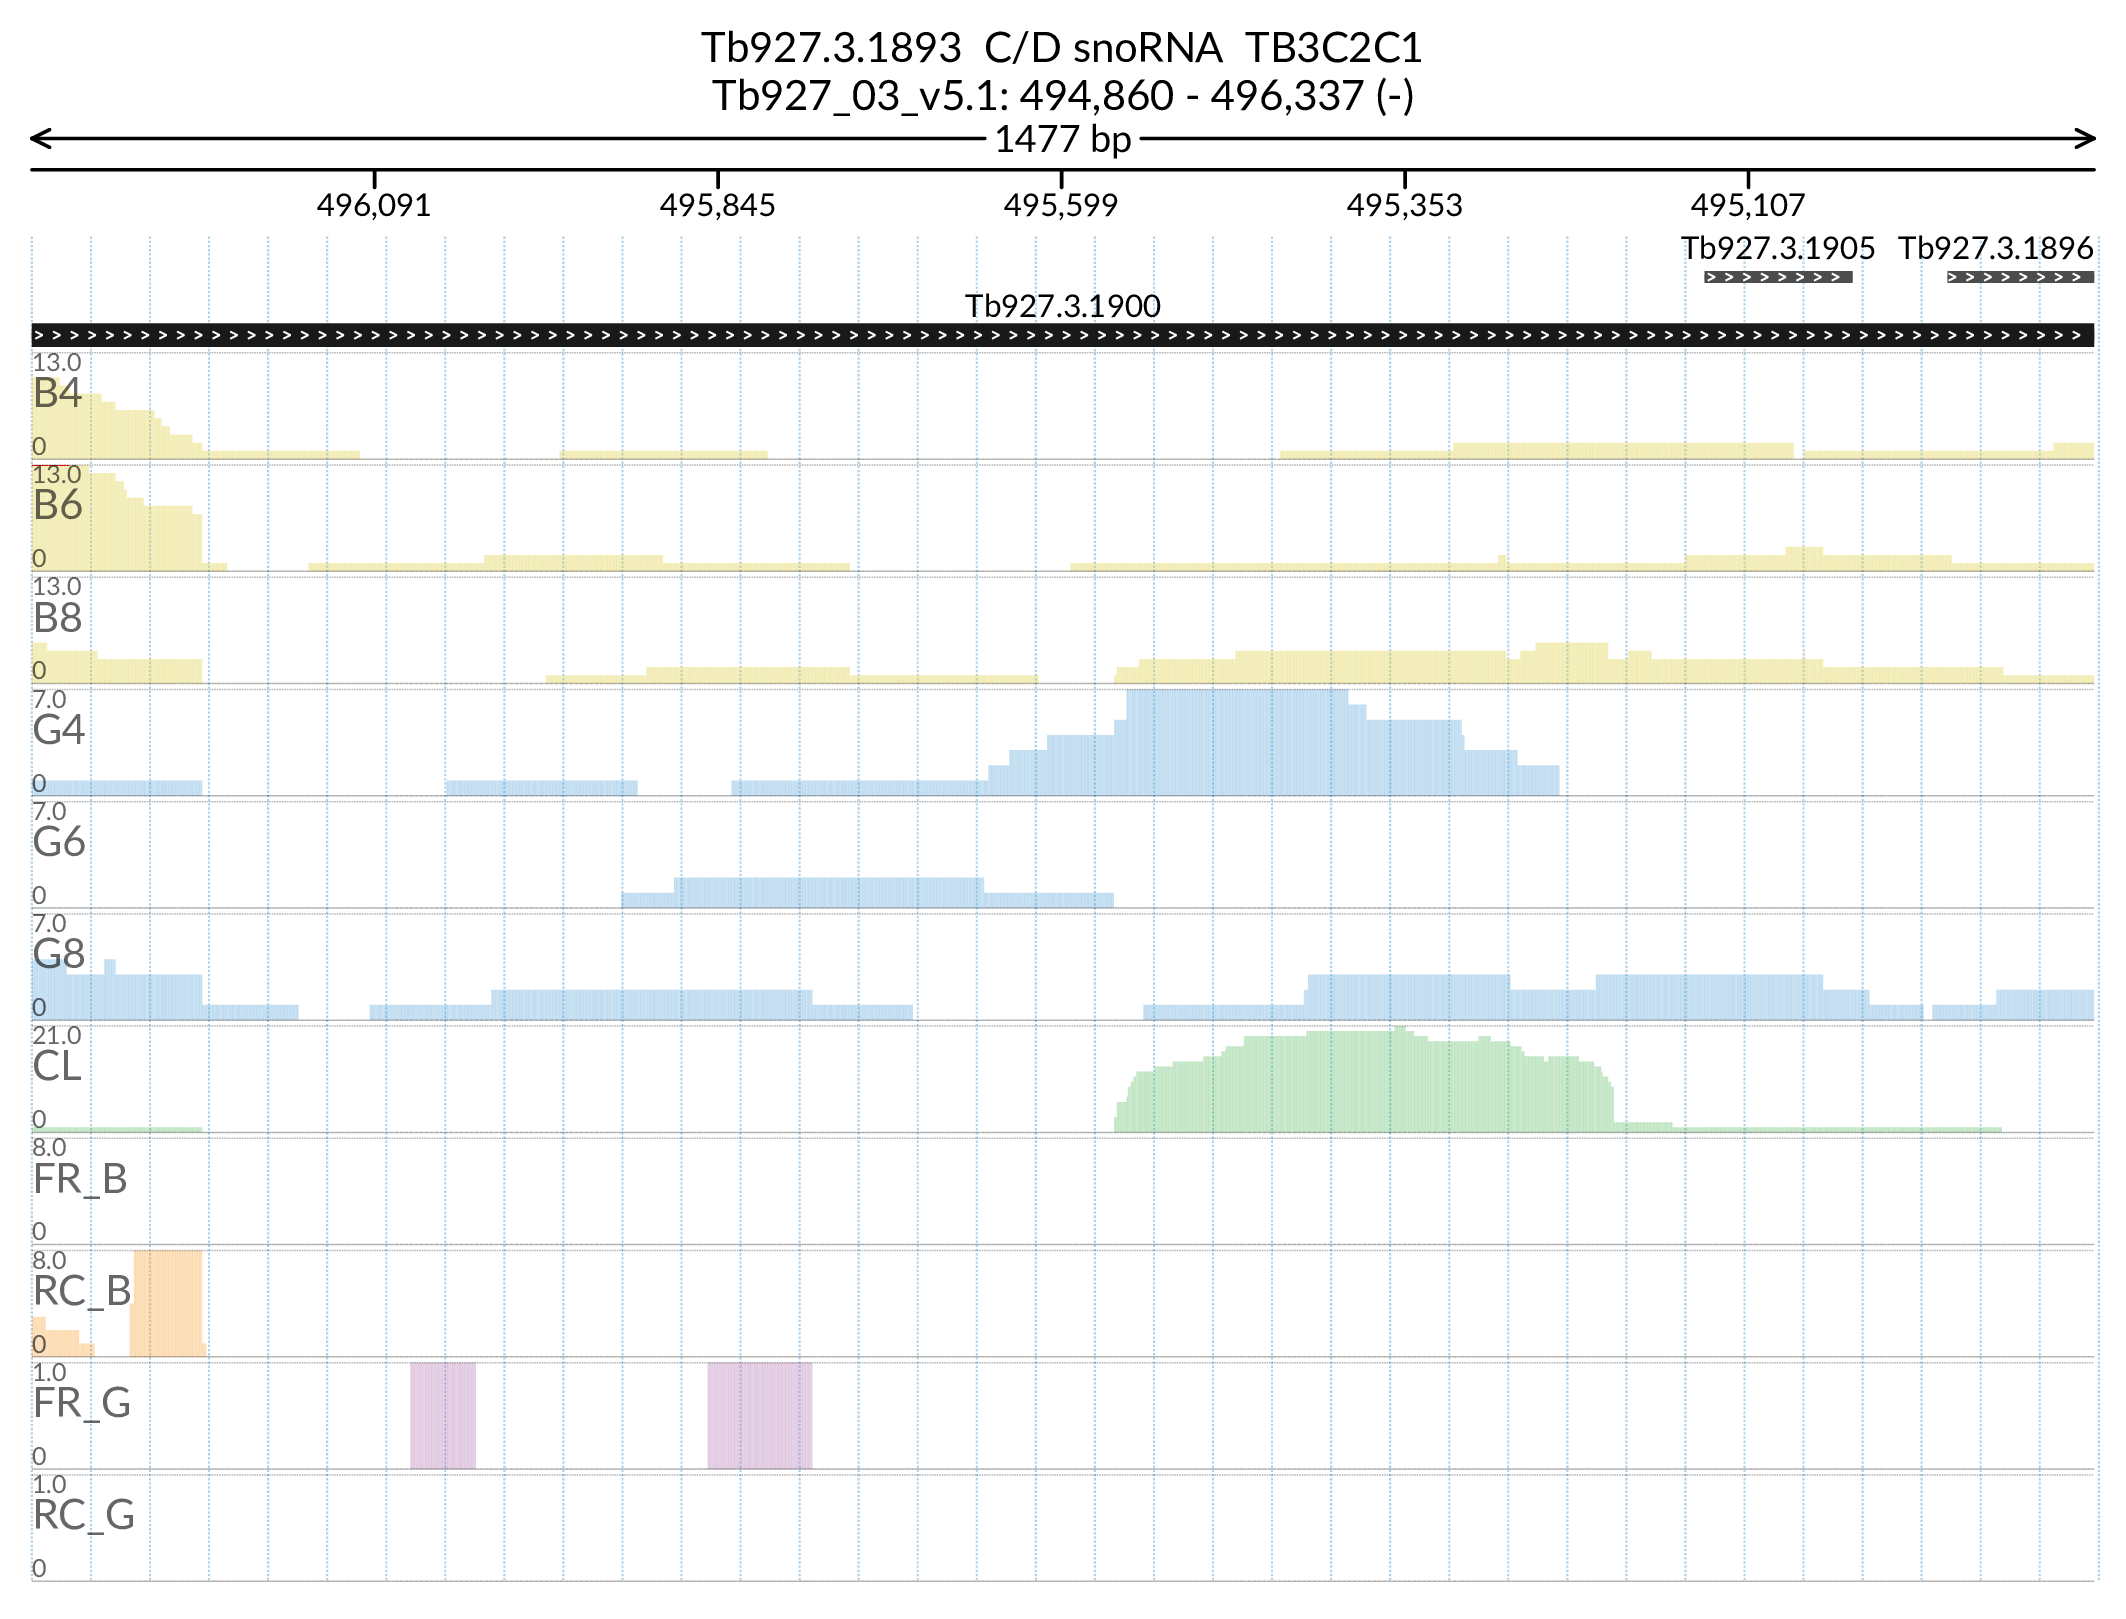 Tb927.3.1893 C/D snoRNA TB3C2C1
Tb927_03_v5.1: 494,860 - 496,337 (-)
1477 bp
496,091 495,845 495,599 495,353 495,107
Tb927.3.1905 Tb927.3.1896
Tb927.3.1900
13.0
B4
0
13.0
B6
0
13.0
B8
0
7.0
G4
0
7.0
G6
0
7.0
G8
0
21.0
CL
0
8.0
FR_B
0
8.0
RC_B
0
1.0
FR_G
0
1.0
RC_G
0